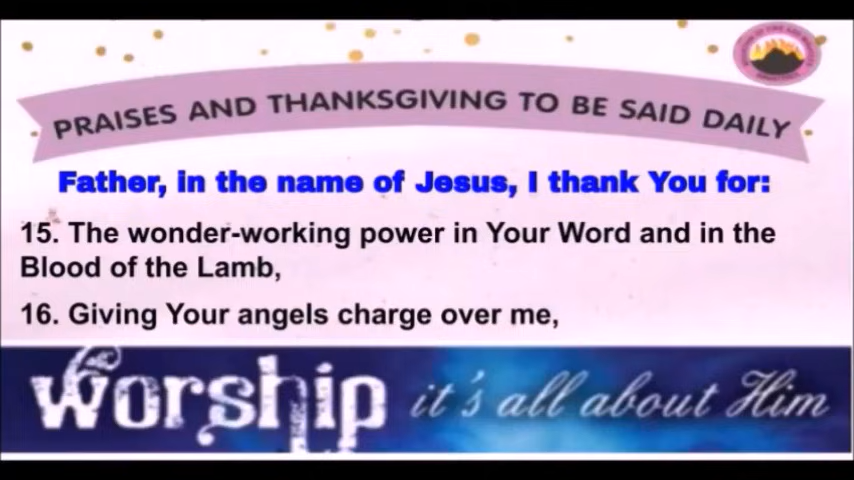 PRAISES AND THANKSGIVING TO BE SAID DAILY
Father, in the name of Jesus, I thank You for:
15. The wonder-working power in Your Word and in the
Blood of the Lamb,
16. Giving Your angels charge over me,
worship it's all about Him